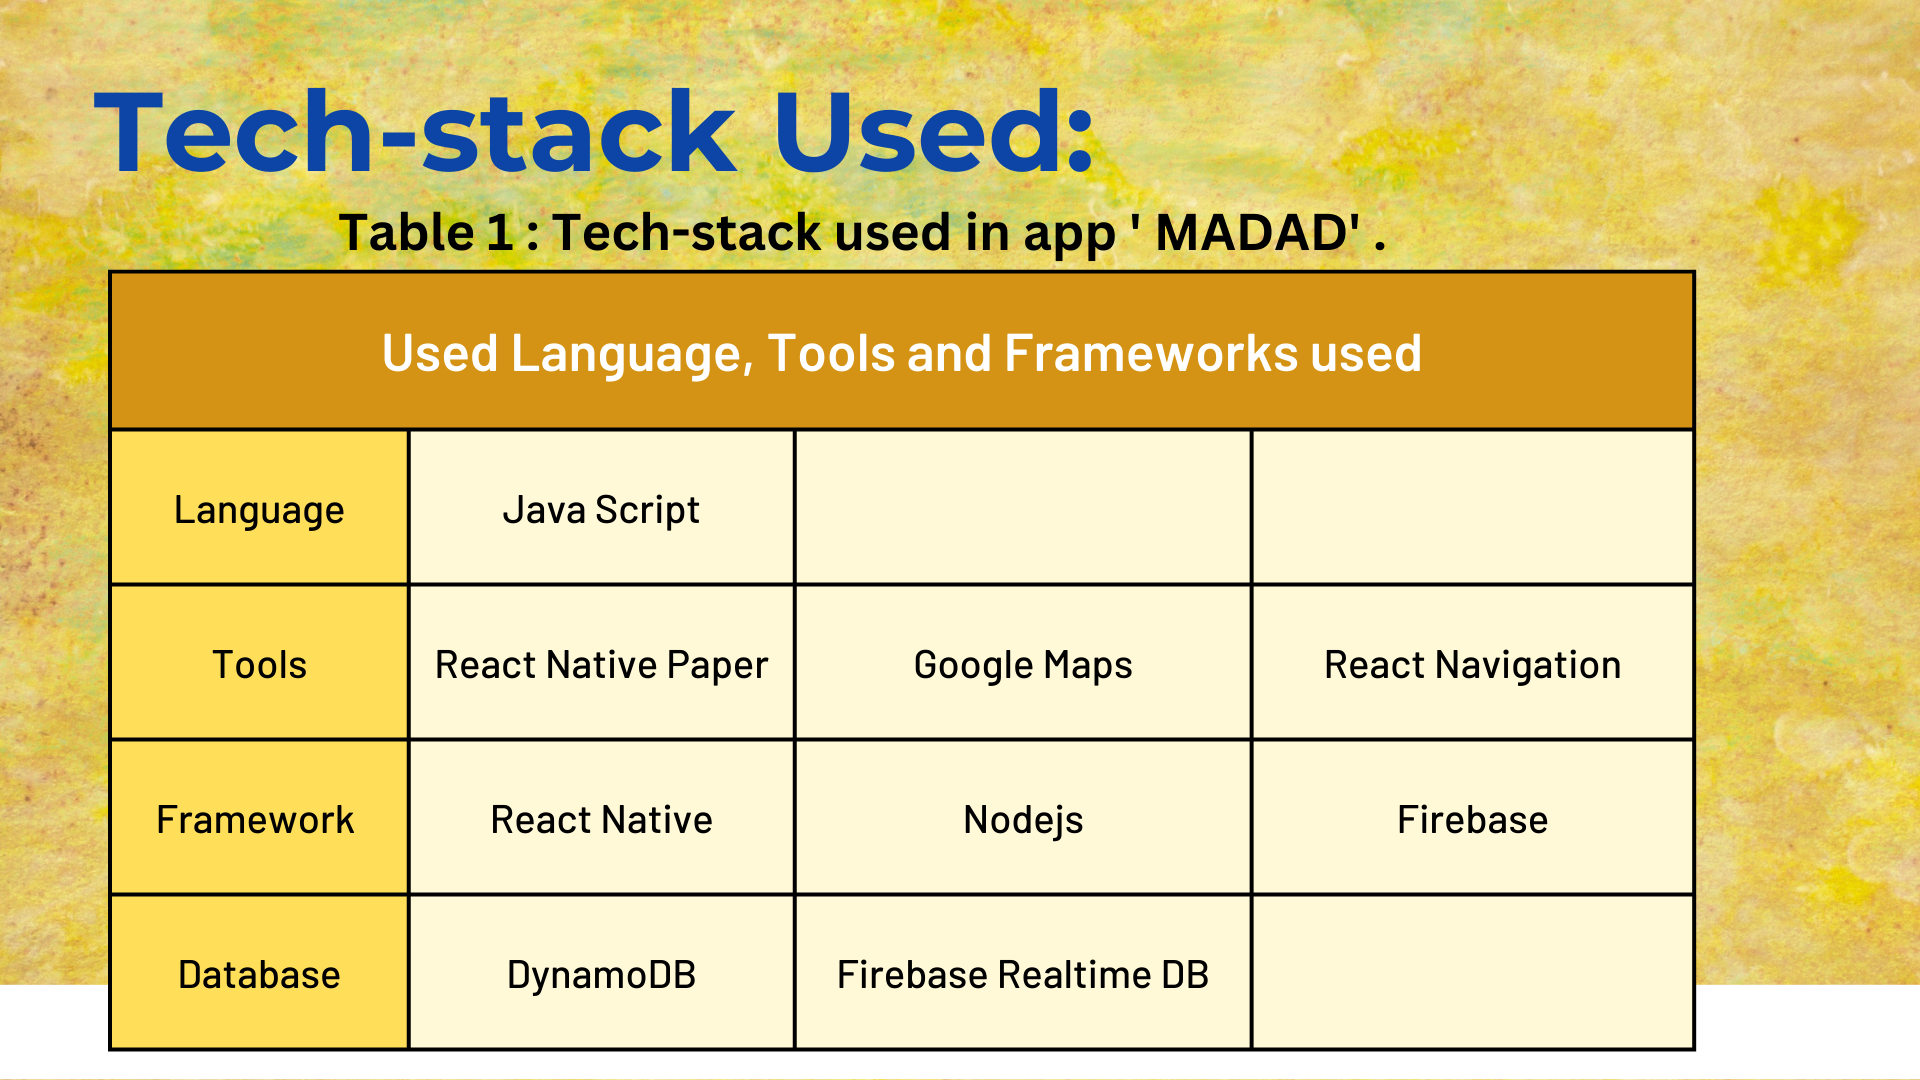 Tech-stack Used:
Table 1 : Tech-stack used in app ' MADAD' .
Used Language, Tools and Frameworks used
Language Java Script
Tools React Native Paper Google Maps React Navigation
Framework React Native Nodejs Firebase
Database DynamoDB Firebase Realtime DB